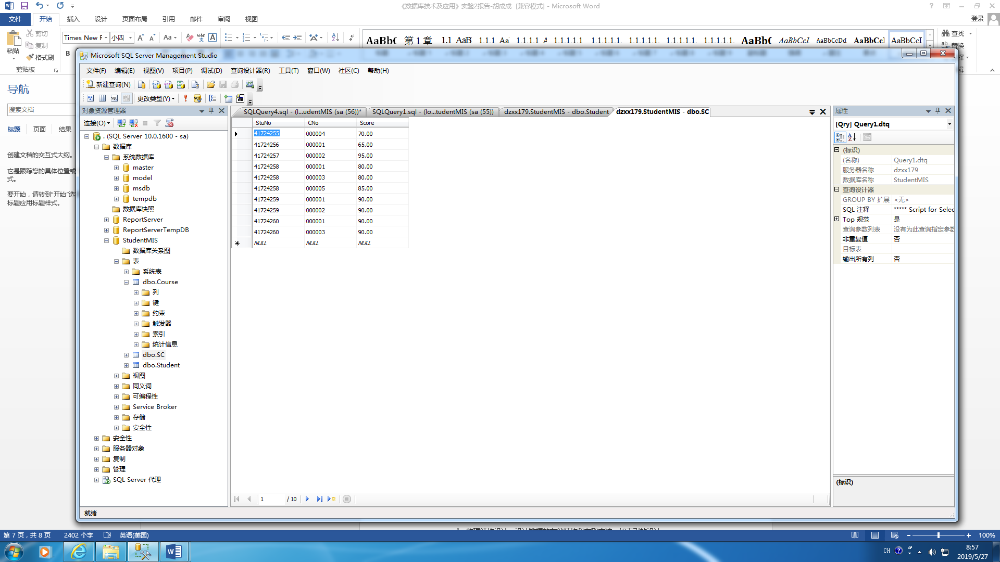 《数据库技术及应用》实验2报告-胡成成 [兼容模式] - Microsoft Word
文件 开始 插入 设计 页面布局 引用 邮件 审阅 视图 登录
粘贴 剪切 复制 格式刷
剪贴板
Times New F 小四
AaBbC 第 1 章 1.1 AaB 1.1.1 Aa 1.1.1.1 A 1.1.1.1.1 1.1.1.1.1. 1.1.1.1.1. 1.1.1.1.1. 1.1.1.1.1. AaBbC AaBbCcI AaBbCcDd AaBbCcI AaBbCcI
查找
替换
导航
搜索文档
标题 页面 结果
创建文档的交互式大纲。
它是跟踪您的具体位置或
式。
要开始，请转到"开始"选
标题应用标题样式。
Microsoft SQL Server Management Studio
文件(F) 编辑(E) 视图(V) 项目(P) 调试(D) 查询设计器(R) 工具(T) 窗口(W) 社区(C) 帮助(H)
新建查询(N)
更改类型(Y)
对象资源管理器
连接(O)
. (SQL Server 10.0.1600 - sa)
数据库
系统数据库
master
model
msdb
tempdb
数据库快照
ReportServer
ReportServerTempDB
StudentMIS
数据库关系图
表
系统表
dbo.Course
列
键
约束
触发器
索引
统计信息
dbo.SC
dbo.Student
视图
同义词
可编程性
Service Broker
存储
安全性
安全性
服务器对象
复制
管理
SQL Server 代理
SQLQuery4.sql - (l...udentMIS (sa (56))* SQLQuery1.sql - (lo...tudentMIS (sa (55)) dzxx179.StudentMIS - dbo.Student dzxx179.StudentMIS - dbo.SC
StuNo CNo Score
41724255 000004 70.00
41724256 000001 65.00
41724257 000002 95.00
41724258 000001 80.00
41724258 000003 80.00
41724258 000005 85.00
41724259 000001 90.00
41724259 000002 90.00
41724260 000001 90.00
41724260 000003 90.00
NULL NULL NULL
1 / 10
属性
[Qry] Query1.dtq
(标识)
(名称) Query1.dtq
服务器名称 dzxx179
数据库名称 StudentMIS
查询设计器
GROUP BY 扩展 <无>
SQL 注释 ***** Script for Selec
Top 规范 是
查询参数列表 没有为此查询指定参数
非重复值 否
目标表
输出所有列 否
(标识)
就绪
第 7 页，共 8 页 2402 个字 英语(美国) 100%
CH
8:57
2019/5/27